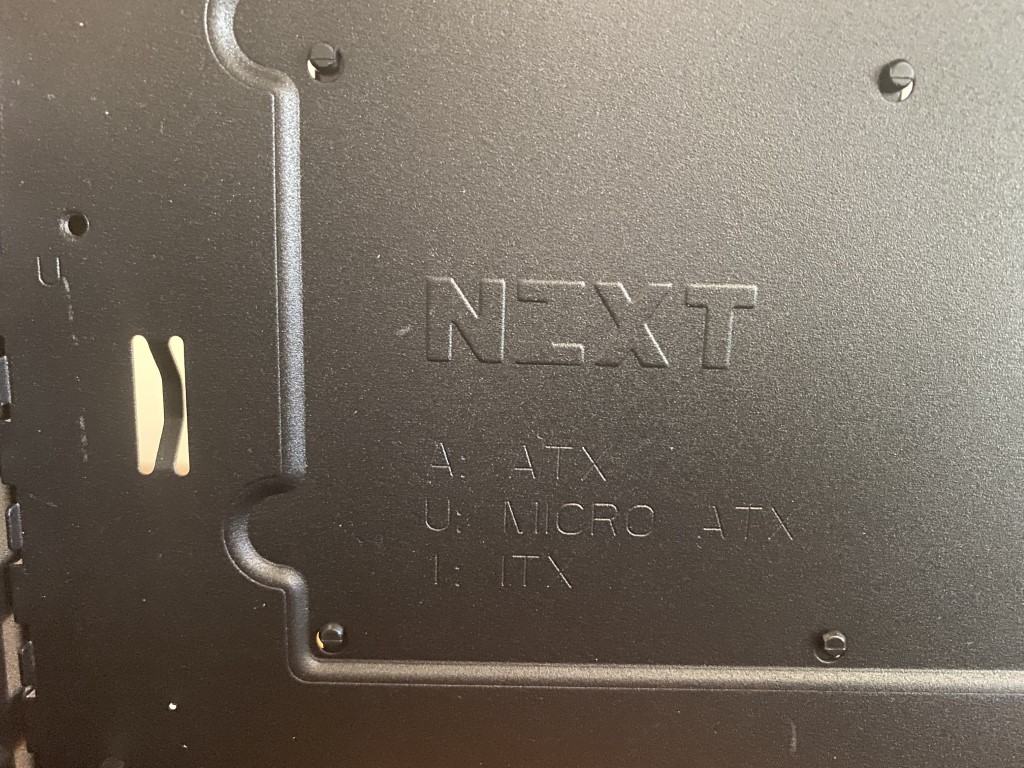 U
NZXT
A: ATX
U: MICRO ATX
I: ITX